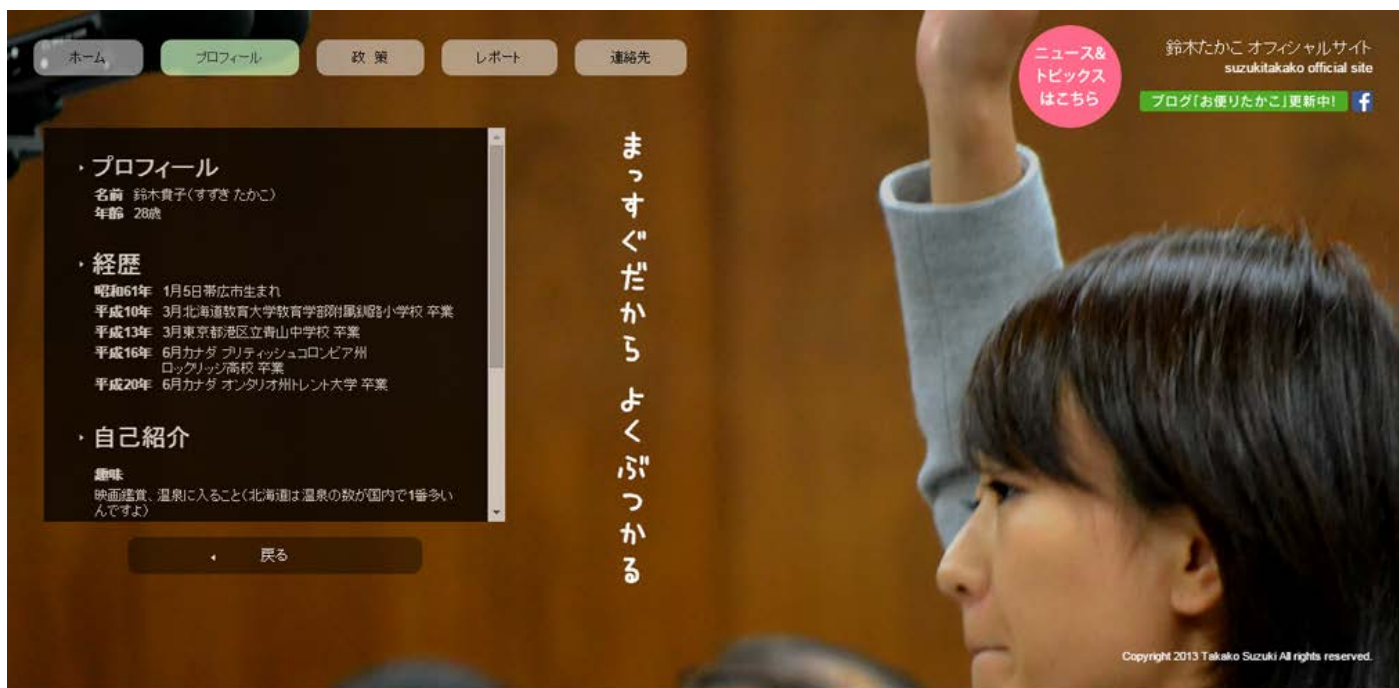 ホーム
プロフィール
政 策
レポート
連絡先
ニュース&
トピックス
はこちら
鈴木たかこ オフィシャルサイト
suzukitakako official site
ブログ「お便りたかこ」更新中!
f
プロフィール
名前 鈴木貴子(すずき たかこ)
年齢 28歳
経歴
昭和61年 1月5日帯広市生まれ
平成10年 3月北海道教育大学教育学部附属釧路小学校 卒業
平成13年 3月東京都港区立青山中学校 卒業
平成16年 6月カナダ ブリティッシュコロンビア州
ロックリッジ高校 卒業
平成20年 6月カナダ オンタリオ州トレント大学 卒業
自己紹介
趣味
映画鑑賞、温泉に入ること(北海道は温泉の数が国内で1番多い
んですよ)
戻る
まっすぐだから よくぶつかる
Copyright 2013 Takako Suzuki All rights reserved.